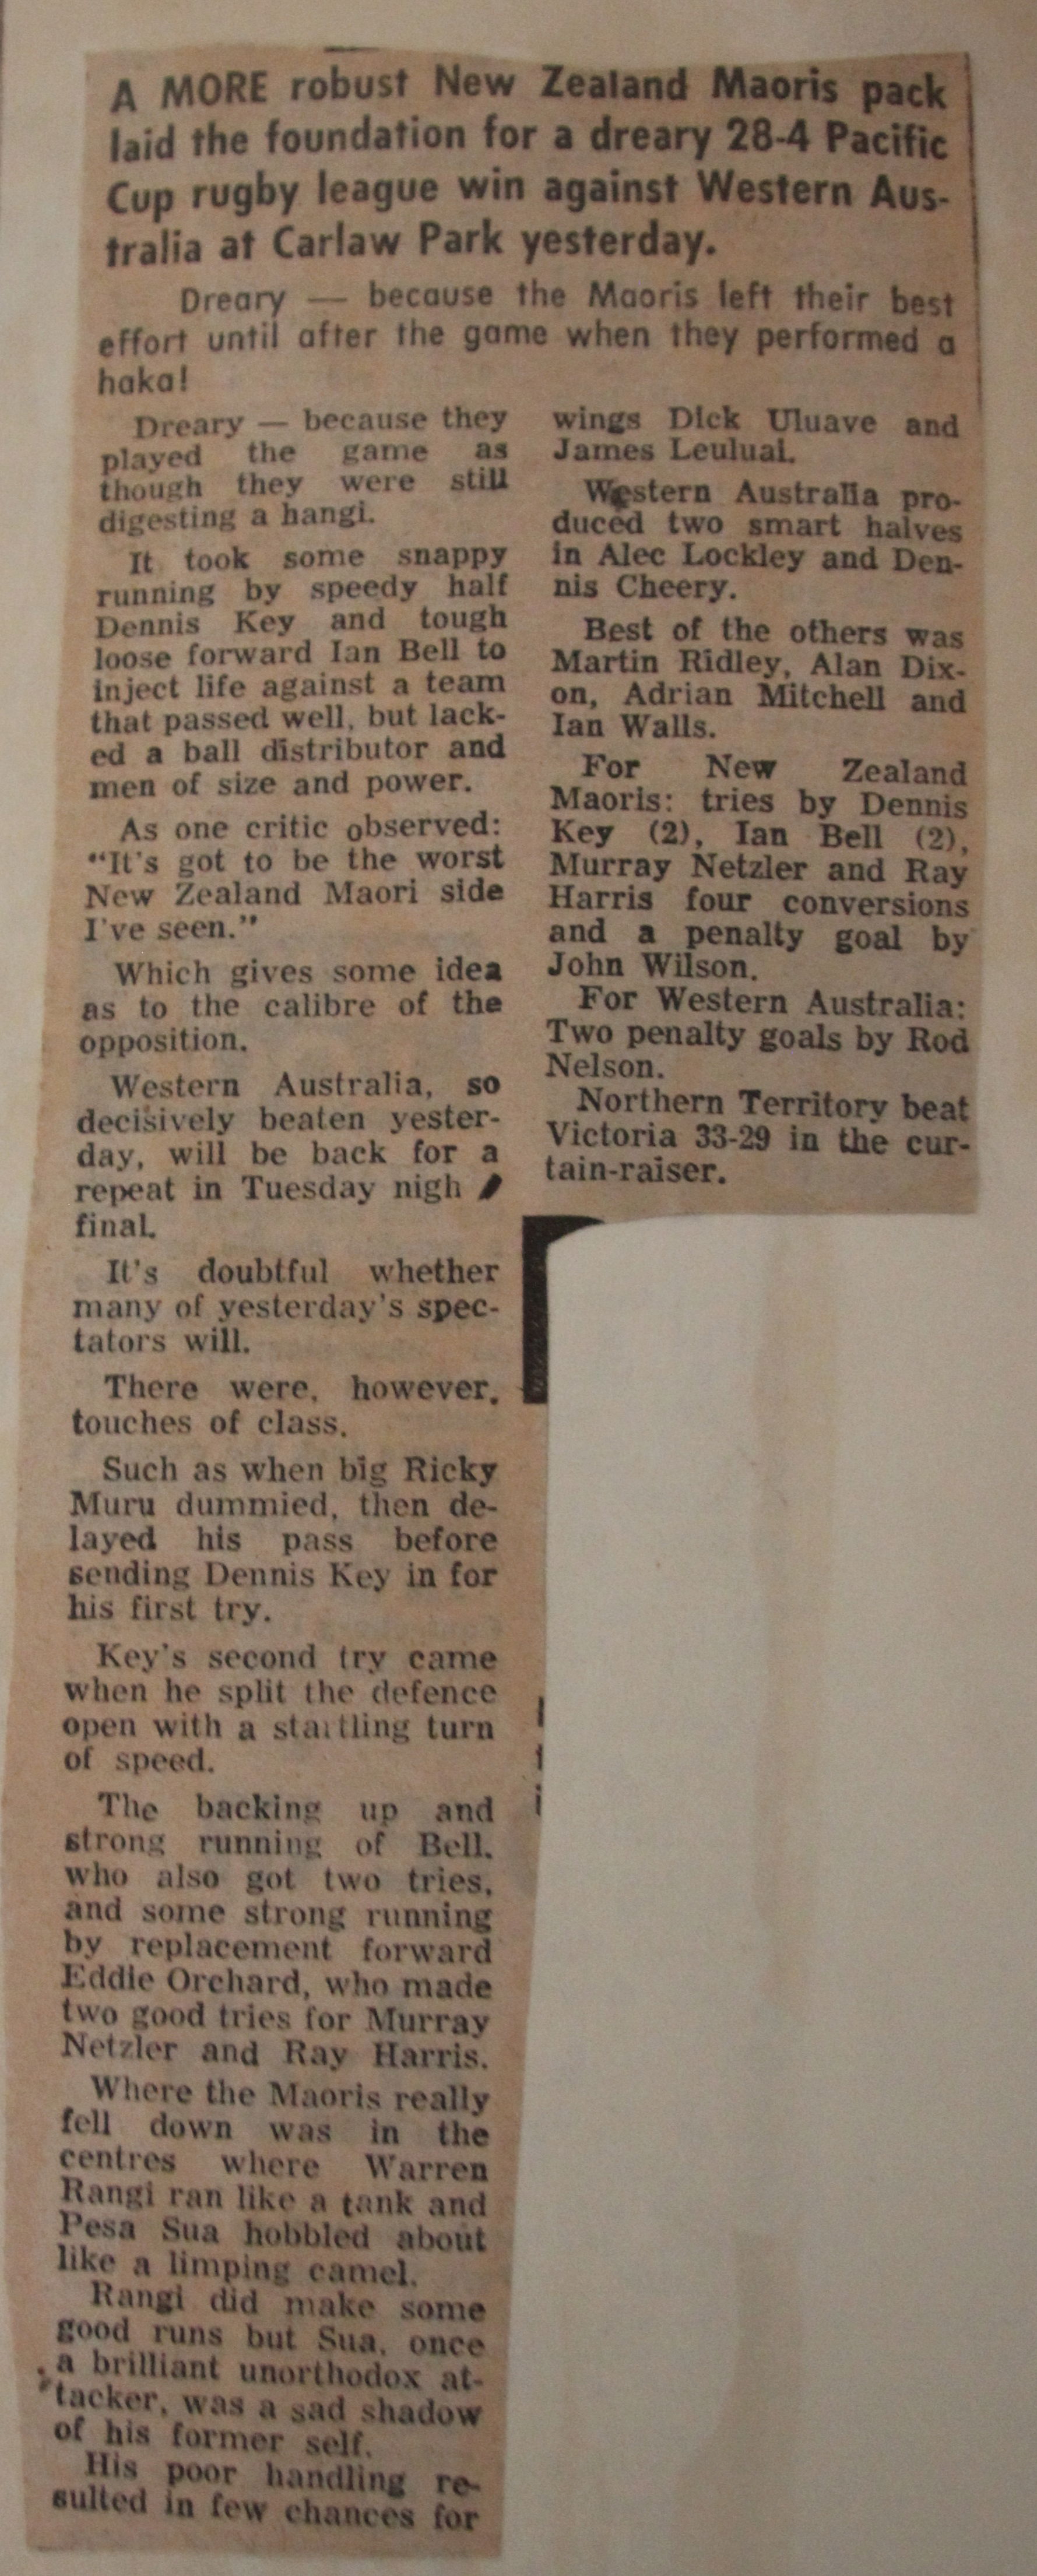 A MORE robust New Zealand Maoris pack
laid the foundation for a dreary 28-4 Pacific
Cup rugby league win against Western Aus-
tralia at Carlaw Park yesterday.
Dreary — because the Maoris left their best
effort until after the game when they performed a
haka!
Dreary — because they
played the game as
though they were still
digesting a hangi.
It took some snappy
running by speedy half
Dennis Key and tough
loose forward Ian Bell to
inject life against a team
that passed well, but lack-
ed a ball distributor and
men of size and power.
As one critic observed:
"It's got to be the worst
New Zealand Maori side
I've seen."
Which gives some idea
as to the calibre of the
opposition.
Western Australia, so
decisively beaten yester-
day, will be back for a
repeat in Tuesday nigh
final.
It's doubtful whether
many of yesterday's spec-
tators will.
There were, however,
touches of class.
Such as when big Ricky
Muru dummied, then de-
layed his pass before
sending Dennis Key in for
his first try.
Key's second try came
when he split the defence
open with a startling turn
of speed.
The backing up and
strong running of Bell,
who also got two tries,
and some strong running
by replacement forward
Eddie Orchard, who made
two good tries for Murray
Netzler and Ray Harris.
Where the Maoris really
fell down was in the
centres where Warren
Rangi ran like a tank and
Pesa Sua hobbled about
like a limping camel.
Rangi did make some
good runs but Sua, once
a brilliant unorthodox at-
tacker, was a sad shadow
of his former self.
His poor handling re-
sulted in few chances for
wings Dick Uluave and
James Leuluai.
Western Australia pro-
duced two smart halves
in Alec Lockley and Den-
nis Cheery.
Best of the others was
Martin Ridley, Alan Dix-
on, Adrian Mitchell and
Ian Walls.
For New Zealand
Maoris: tries by Dennis
Key (2), Ian Bell (2),
Murray Netzler and Ray
Harris four conversions
and a penalty goal by
John Wilson.
For Western Australia:
Two penalty goals by Rod
Nelson.
Northern Territory beat
Victoria 33-29 in the cur-
tain-raiser.